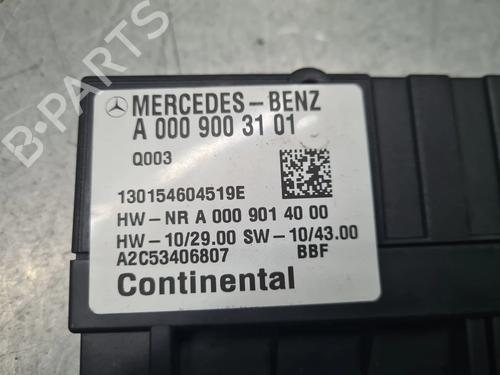 B-PARTS
MERCEDES-BENZ
A 000 900 31 01
Q003
130154604519E
HW-NR A 000 901 40 00
HW-10/29.00 SW-10/43.00
A2C53406807 BBF
Continental